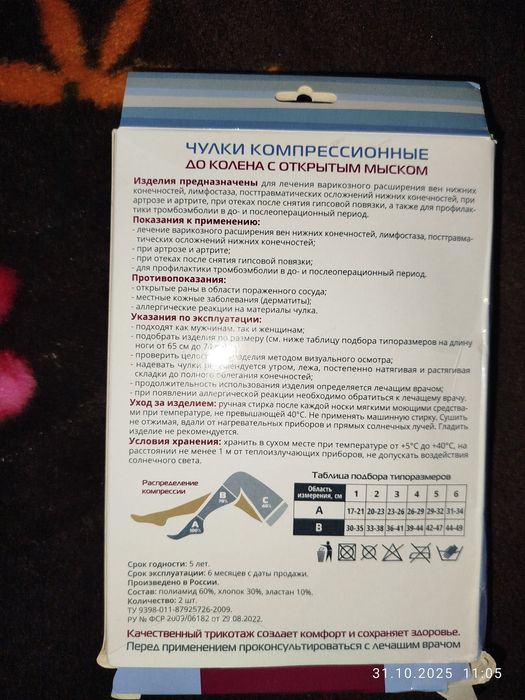 ЧУЛКИ КОМПРЕССИОННЫЕ
ДО КОЛЕНА С ОТКРЫТЫМ МЫСКОМ
Изделия предназначены для лечения варикозного расширения вен нижних
конечностей, лимфостаза, посттравматических осложнений нижних конечностей, при
артрозе и артрите, при отеках после снятия гипсовой повязки, а также для профилак-
тики тромбоэмболии в до- и послеоперационный период.
Показания к применению:
- лечение варикозного расширения вен нижних конечностей, лимфостаза, посттравма-
тических осложнений нижних конечностей;
- при артрозе и артрите;
- при отеках после снятия гипсовой повязки;
- для профилактики тромбоэмболии в до- и послеоперационный период.
Противопоказания:
- открытые раны в области пораженного сосуда;
- местные кожные заболевания (дерматиты);
- аллергические реакции на материалы чулка.
Указания по эксплуатации:
- подходят как мужчинам, так и женщинам;
- подобрать изделия по размеру (см. ниже таблицу подбора типоразмеров на длину
ноги от 65 см до
- проверить изделия методом визуального осмотра;
- надевать чулки рекомендуется утром, лежа, постепенно натягивая и растягивая
складки до полного облегания конечностей;
- продолжительность использования изделия определяется лечащим врачом;
- при появлении аллергической реакции необходимо обратиться к лечащему врачу.
Уход за изделием: ручная стирка после каждой носки мягкими моющими средства-
ми при температуре, не превышающей 40°С. Не применять машинную стирку. Сушить
не отжимая, вдали от нагревательных приборов и прямых солнечных лучей. Гладить
изделие не рекомендуется.
Условия хранения: хранить в сухом месте при температуре от +5°С до +40°С, на
расстоянии не менее 1 м от теплоизлучающих приборов, не допускать воздействия
солнечного света.
Распределение
компрессии
A
100%
B
70%
C
40%
Таблица подбора типоразмеров
Область измерения, см 1 2 3 4 5 6
A 17-21 20-23 23-26 26-29 29-32 31-34
B 30-35 33-38 36-41 39-44 42-47 44-49
Срок годности: 5 лет.
Срок эксплуатации: 6 месяцев с даты продажи.
Произведено в России.
Состав: полиамид 60%, хлопок 30%, эластан 10%.
Количество: 2 шт.
ТУ 9398-011-87925726-2009.
РУ № ФСР 2009/06182 от 29.08.2022.
Качественный трикотаж создает комфорт и сохраняет здоровье.
Перед применением проконсультироваться с лечащим врачом
31.10.2025 11:05